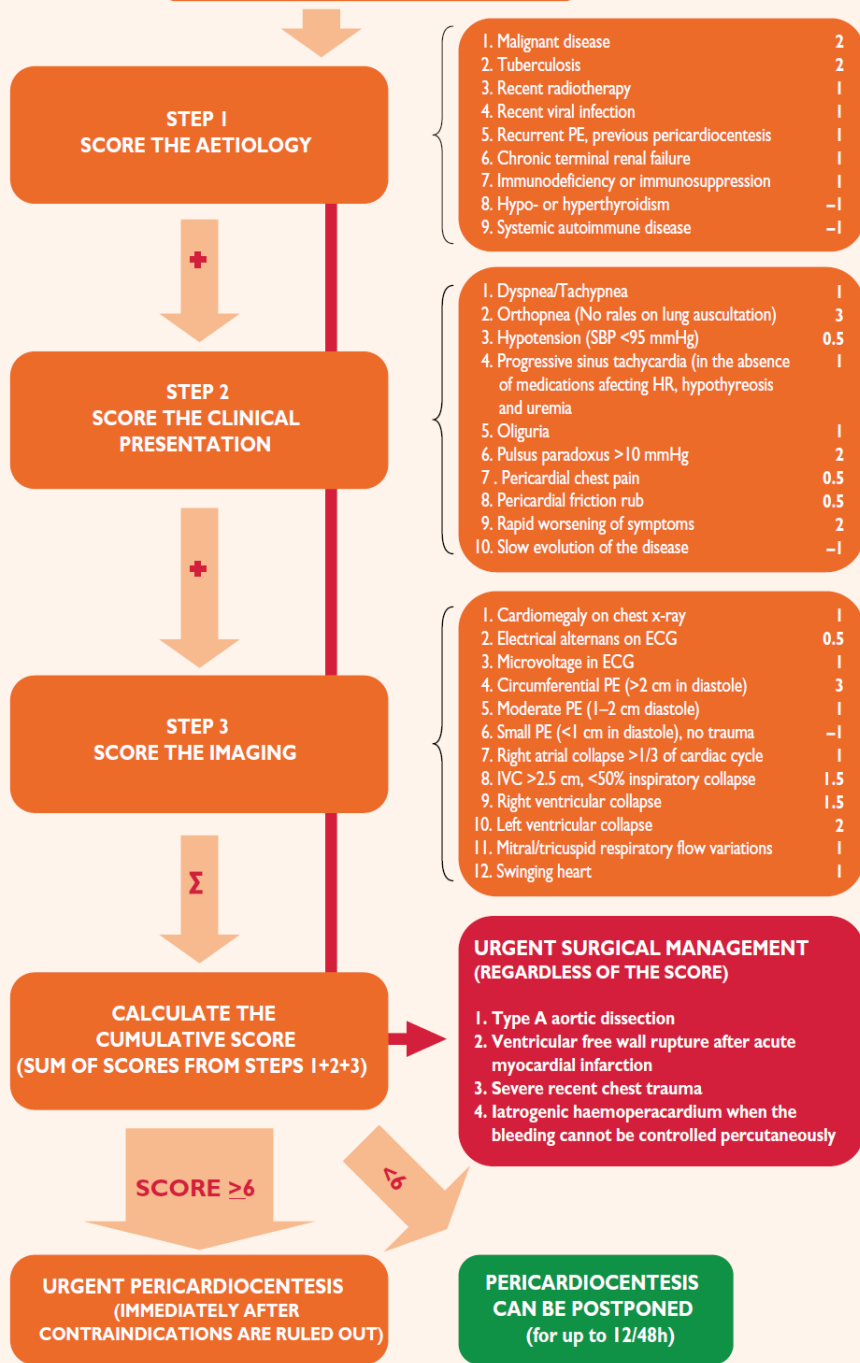 STEP 1
SCORE THE AETIOLOGY
1. Malignant disease 2
2. Tuberculosis 2
3. Recent radiotherapy 1
4. Recent viral infection 1
5. Recurrent PE, previous pericardiocentesis 1
6. Chronic terminal renal failure 1
7. Immunodeficiency or immunosuppression 1
8. Hypo- or hyperthyroidism –1
9. Systemic autoimmune disease –1
+
STEP 2
SCORE THE CLINICAL
PRESENTATION
1. Dyspnea/Tachypnea 1
2. Orthopnea (No rales on lung auscultation) 3
3. Hypotension (SBP <95 mmHg) 0.5
4. Progressive sinus tachycardia (in the absence 1
of medications afecting HR, hypothyreosis
and uremia
5. Oliguria 1
6. Pulsus paradoxus >10 mmHg 2
7 . Pericardial chest pain 0.5
8. Pericardial friction rub 0.5
9. Rapid worsening of symptoms 2
10. Slow evolution of the disease –1
+
STEP 3
SCORE THE IMAGING
1. Cardiomegaly on chest x-ray 1
2. Electrical alternans on ECG 0.5
3. Microvoltage in ECG 1
4. Circumferential PE (>2 cm in diastole) 3
5. Moderate PE (1–2 cm diastole) 1
6. Small PE (<1 cm in diastole), no trauma –1
7. Right atrial collapse >1/3 of cardiac cycle 1
8. IVC >2.5 cm, <50% inspiratory collapse 1.5
9. Right ventricular collapse 1.5
10. Left ventricular collapse 2
11. Mitral/tricuspid respiratory flow variations 1
12. Swinging heart 1
Σ
CALCULATE THE
CUMULATIVE SCORE
(SUM OF SCORES FROM STEPS 1+2+3)
URGENT SURGICAL MANAGEMENT
(REGARDLESS OF THE SCORE)
1. Type A aortic dissection
2. Ventricular free wall rupture after acute
myocardial infarction
3. Severe recent chest trauma
4. Iatrogenic haemoperacardium when the
bleeding cannot be controlled percutaneously
SCORE ≥6
<6
URGENT PERICARDIOCENTESIS
(IMMEDIATELY AFTER
CONTRAINDICATIONS ARE RULED OUT)
PERICARDIOCENTESIS
CAN BE POSTPONED
(for up to 12/48h)